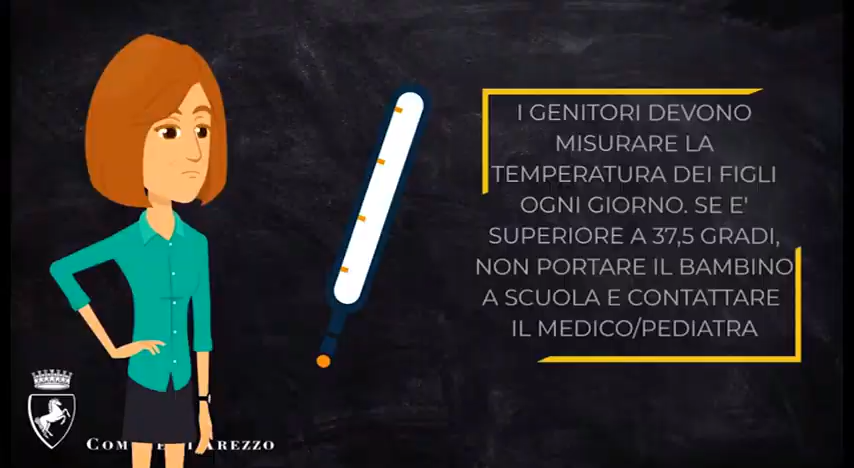 I GENITORI DEVONO
MISURARE LA
TEMPERATURA DEI FIGLI
OGNI GIORNO. SE E'
SUPERIORE A 37,5 GRADI,
NON PORTARE IL BAMBINO
A SCUOLA E CONTATTARE
IL MEDICO/PEDIATRA
AREZZO